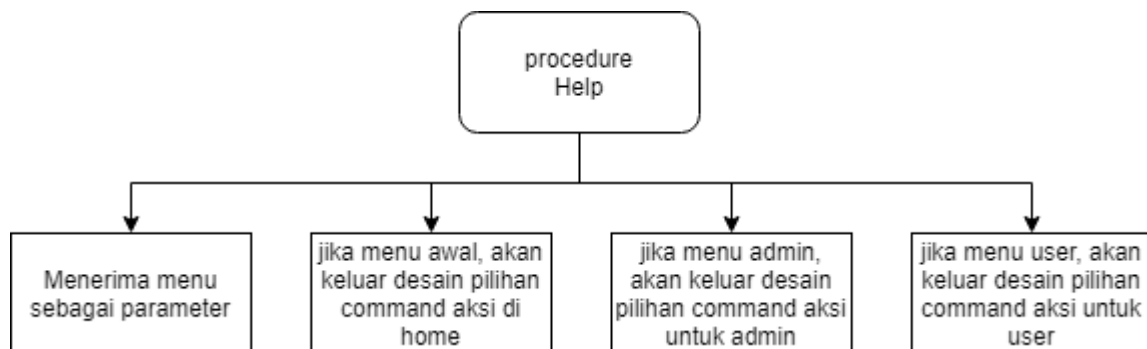 procedure
Help
Menerima menu
sebagai parameter
jika menu awal, akan
keluar desain pilihan
command aksi di
home
jika menu admin,
akan keluar desain
pilihan command aksi
untuk admin
jika menu user, akan
keluar desain pilihan
command aksi untuk
user